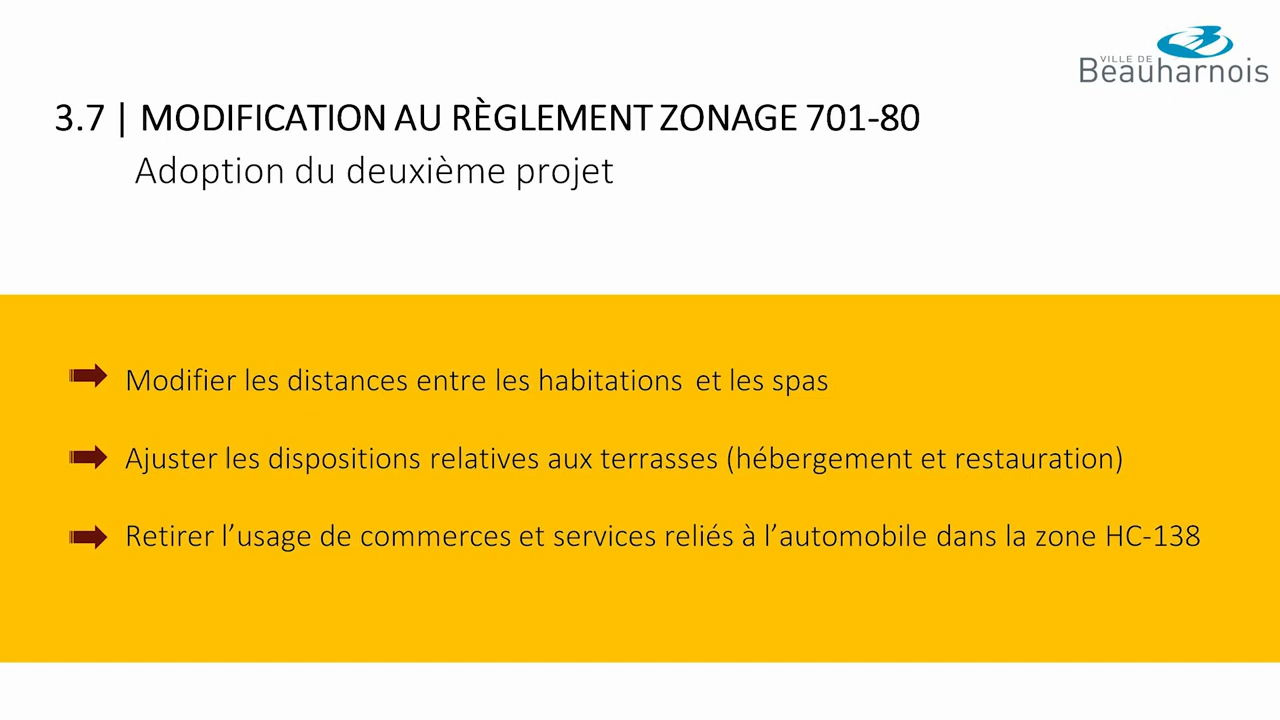 VILLE DE
Beauharnois
3.7 | MODIFICATION AU RÈGLEMENT ZONAGE 701-80
Adoption du deuxième projet
Modifier les distances entre les habitations et les spas
Ajuster les dispositions relatives aux terrasses (hébergement et restauration)
Retirer l’usage de commerces et services reliés à l’automobile dans la zone HC-138